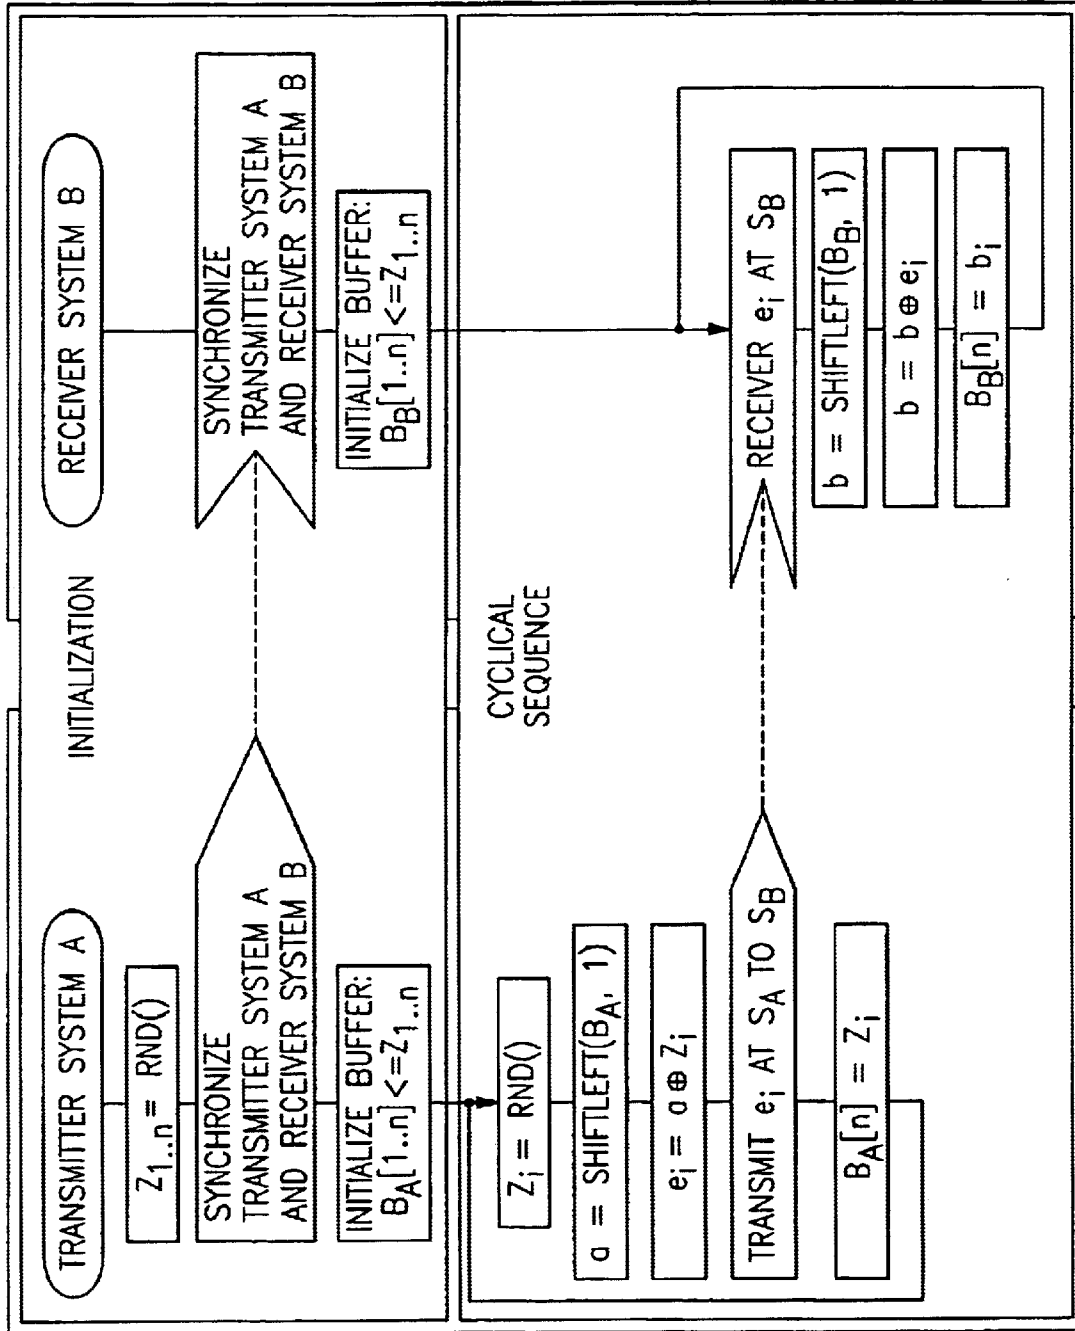 INITIALIZATION
TRANSMITTER SYSTEM A
Z1..n = RND()
SYNCHRONIZE
TRANSMITTER SYSTEM A
AND RECEIVER SYSTEM B
INITIALIZE BUFFER:
BA[1..n] <=Z1..n
RECEIVER SYSTEM B
SYNCHRONIZE
TRANSMITTER SYSTEM A
AND RECEIVER SYSTEM B
INITIALIZE BUFFER:
BB[1..n] <=Z1..n
CYCLICAL
SEQUENCE
Zi = RND()
a = SHIFTLEFT(BA, 1)
ei = a ⊕ Zi
TRANSMIT ei AT SA TO SB
BA[n] = Zi
RECEIVER ei AT SB
b = SHIFTLEFT(BB, 1)
b = b ⊕ ei
BB[n] = bi